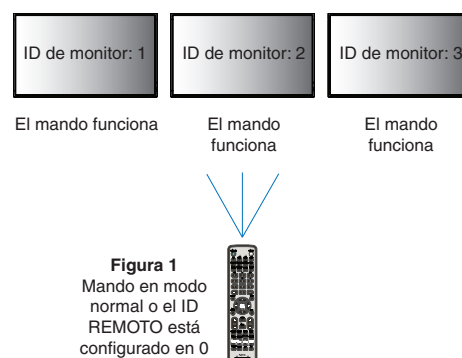 ID de monitor: 1
ID de monitor: 2
ID de monitor: 3
El mando funciona
El mando
funciona
El mando
funciona
Figura 1
Mando en modo
normal o el ID
REMOTO está
configurado en 0